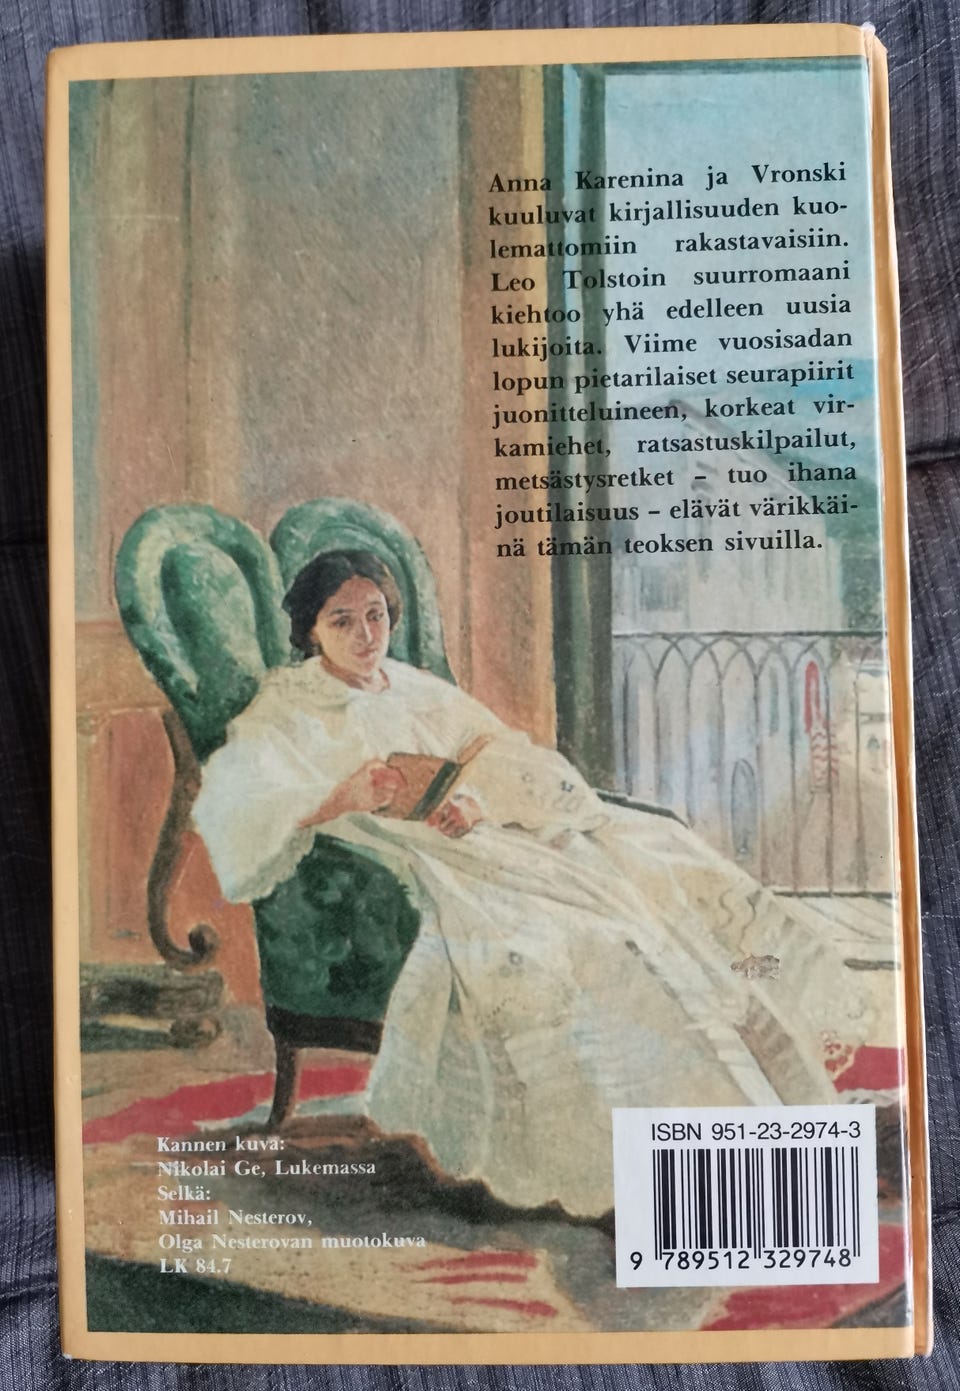 Anna Karenina ja Vronski
kuuluvat kirjallisuuden kuo-
lemattomiin rakastavaisiin.
Leo Tolstoin suurromaani
kiehtoo yhä edelleen uusia
lukijoita. Viime vuosisadan
lopun pietarilaiset seurapiirit
juonitteluineen, korkeat vir-
kamiehet, ratsastuskilpailut,
metsästysretket – tuo ihana
joutilaisuus – elävät värikkäi-
nä tämän teoksen sivuilla.
Kannen kuva:
Nikolai Ge, Lukemassa
Selkä:
Mihail Nesterov,
Olga Nesterovan muotokuva
LK 84.7
ISBN 951-23-2974-3
9 789512 329748